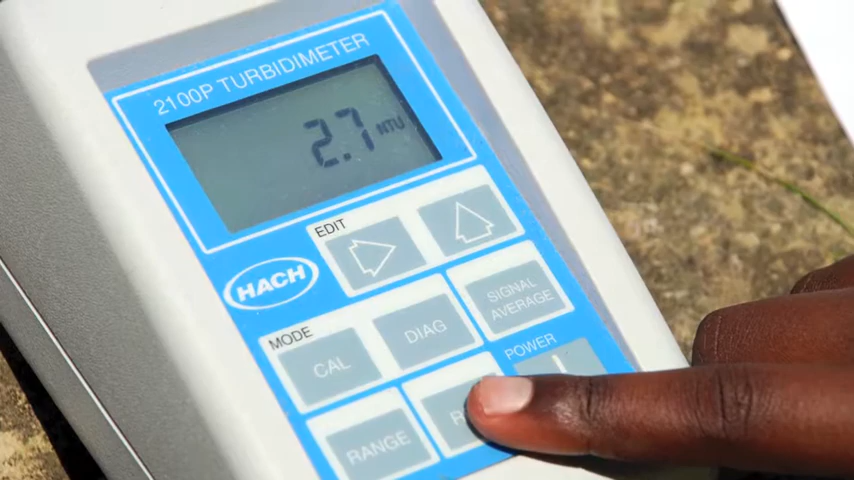 2100P TURBIDIMETER
2.7 NTU
EDIT
HACH
SIGNAL
AVERAGE
MODE
CAL
DIAG
POWER
RANGE